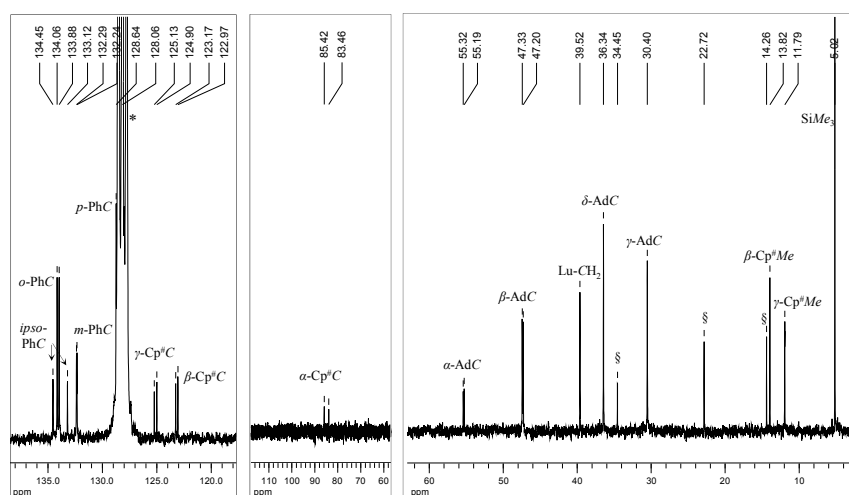 134.45
134.06
133.88
133.12
132.29
132.24
128.64
128.06
125.13
124.90
123.17
122.97
*
p-PhC
o-PhC
ipso-
PhC
m-PhC
γ-Cp#C
β-Cp#C
135.0 130.0 125.0 120.0
ppm
85.42
83.46
α-Cp#C
110 100 90 80 70 60
ppm
55.32
55.19
47.33
47.20
39.52
36.34
34.45
30.40
22.72
14.26
13.82
11.79
5.02
SiMe3
δ-AdC
γ-AdC
β-Cp#Me
Lu-CH2
β-AdC
§
§
§
γ-Cp#Me
α-AdC
60 50 40 30 20 10
ppm